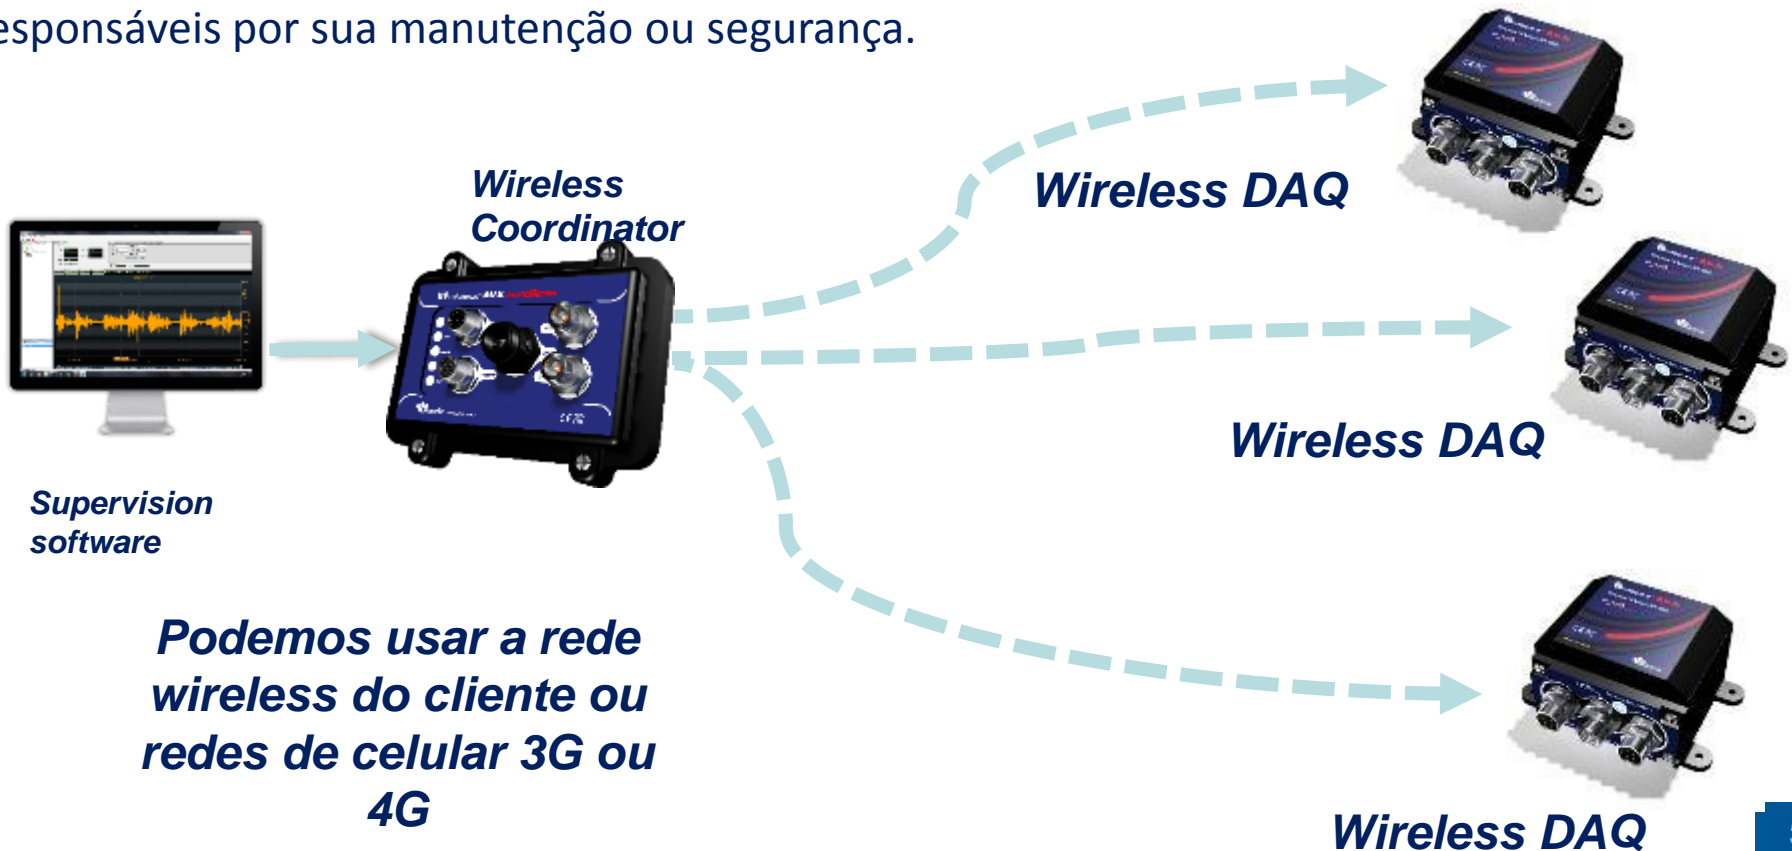 esponsáveis por sua manutenção ou segurança.
Wireless
Coordinator
Wireless DAQ
Wireless DAQ
Supervision
software
Podemos usar a rede
wireless do cliente ou
redes de celular 3G ou
4G
Wireless DAQ